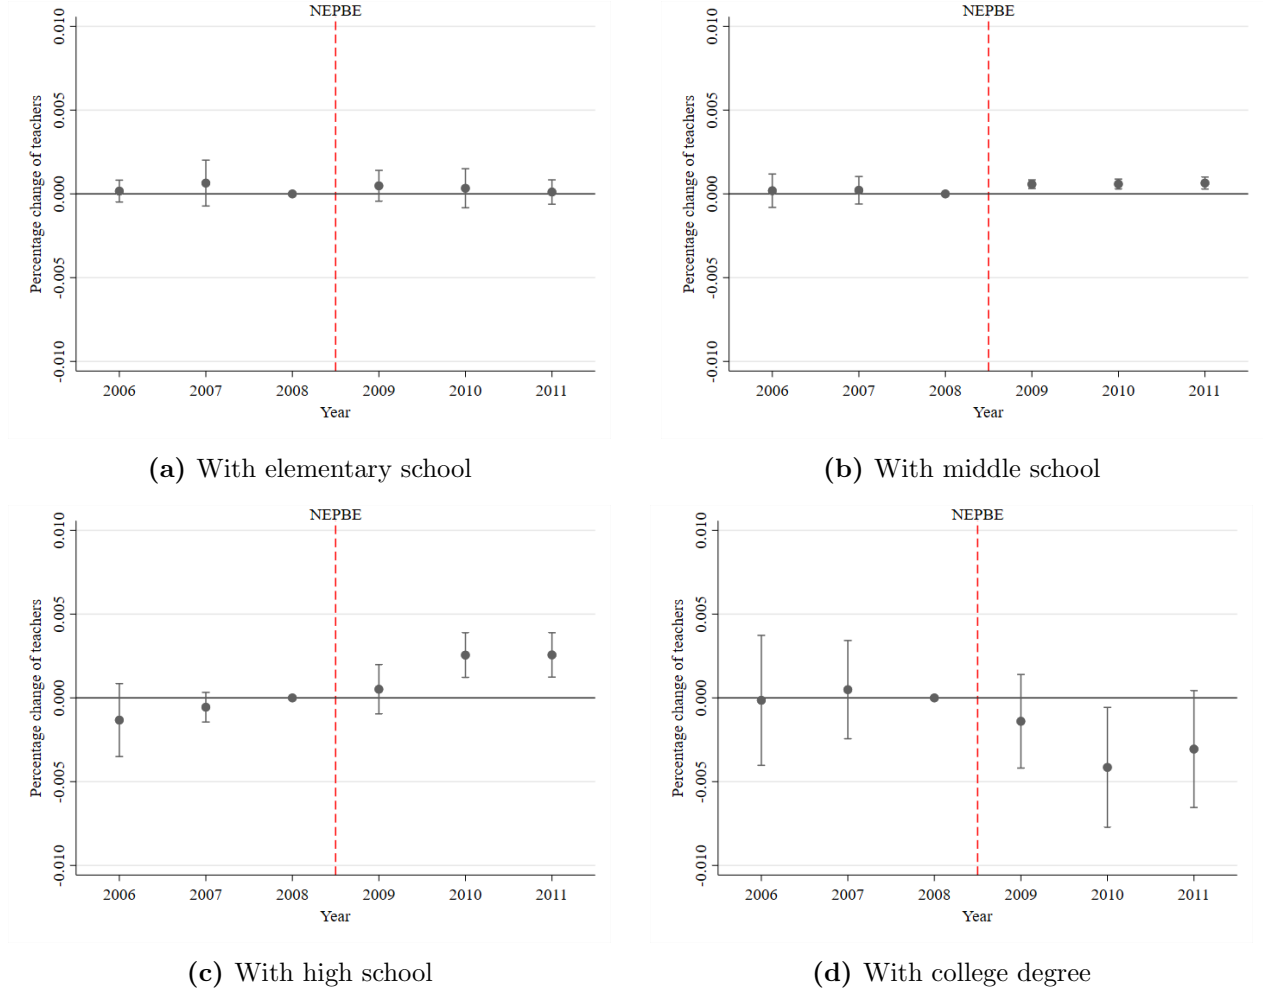 NEPBE
Percentage change of teachers
0.010
0.005
0.000
-0.005
-0.010
2006 2007 2008 2009 2010 2011
Year
(a) With elementary school
NEPBE
Percentage change of teachers
0.010
0.005
0.000
-0.005
-0.010
2006 2007 2008 2009 2010 2011
Year
(b) With middle school
NEPBE
Percentage change of teachers
0.010
0.005
0.000
-0.005
-0.010
2006 2007 2008 2009 2010 2011
Year
(c) With high school
NEPBE
Percentage change of teachers
0.010
0.005
0.000
-0.005
-0.010
2006 2007 2008 2009 2010 2011
Year
(d) With college degree